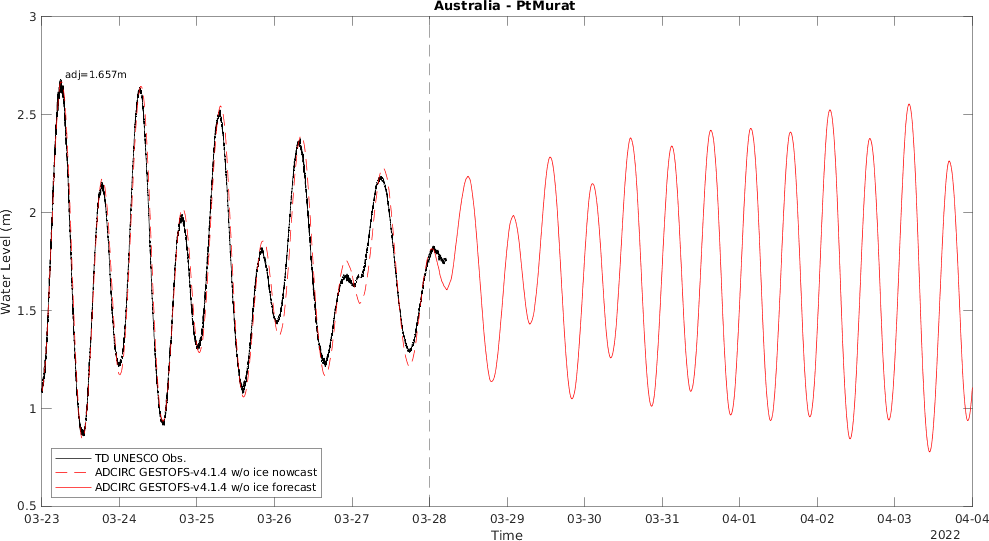 Australia - PtMurat
adj=1.657m
3
2.5
2
1.5
1
0.5
Water Level (m)
TD UNESCO Obs.
ADCIRC GESTOFS-v4.1.4 w/o ice nowcast
ADCIRC GESTOFS-v4.1.4 w/o ice forecast
03-23 03-24 03-25 03-26 03-27 03-28 03-29 03-30 03-31 04-01 04-02 04-03 04-04
Time
2022